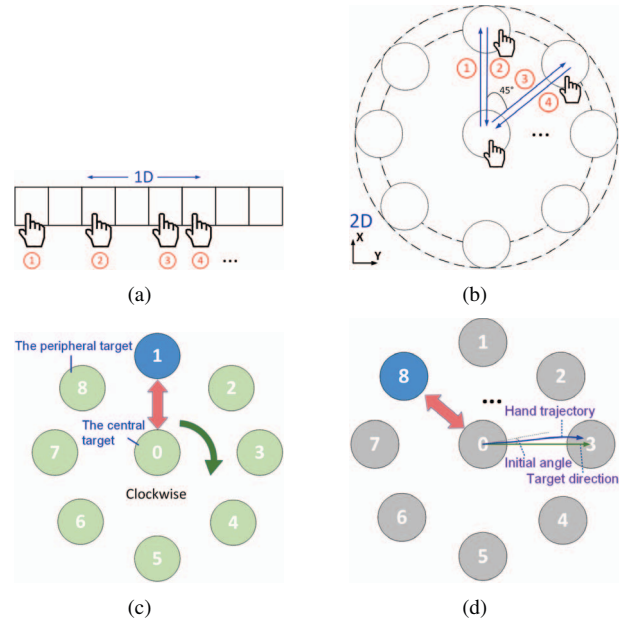 1D
①
②
③
④
...
(a)
①
②
③
45°
④
...
2D
X
Y
(b)
The peripheral target
1
8
2
The central
target
7
0
3
Clockwise
6
4
5
(c)
1
8
...
2
Hand trajectory
7
0
3
Initial angle
Target direction
6
4
5
(d)